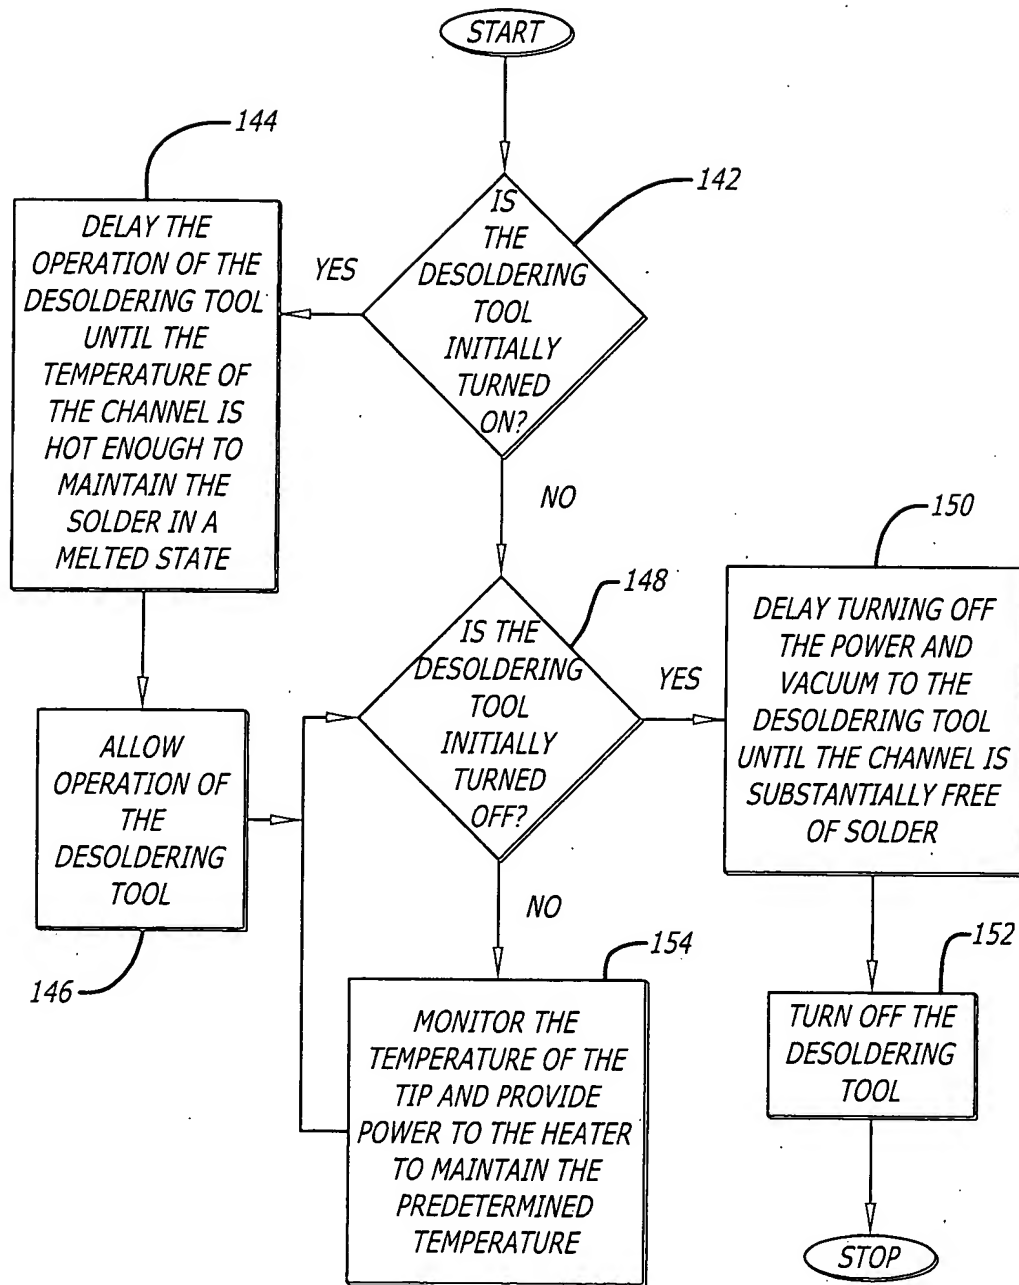 START
142
IS
THE
DESOLDERING
TOOL
INITIALLY
TURNED
ON?
YES
NO
144
DELAY THE
OPERATION OF THE
DESOLDERING TOOL
UNTIL THE
TEMPERATURE OF
THE CHANNEL IS
HOT ENOUGH TO
MAINTAIN THE
SOLDER IN A
MELTED STATE
ALLOW
OPERATION OF
THE
DESOLDERING
TOOL
146
148
IS THE
DESOLDERING
TOOL
INITIALLY
TURNED
OFF?
YES
NO
150
DELAY TURNING OFF
THE POWER AND
VACUUM TO THE
DESOLDERING TOOL
UNTIL THE CHANNEL IS
SUBSTANTIALLY FREE
OF SOLDER
152
TURN OFF THE
DESOLDERING
TOOL
154
MONITOR THE
TEMPERATURE OF THE
TIP AND PROVIDE
POWER TO THE HEATER
TO MAINTAIN THE
PREDETERMINED
TEMPERATURE
STOP